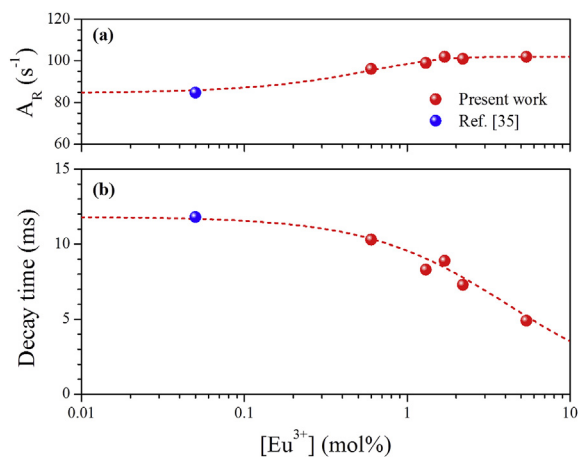 (a)
A_R (s⁻¹)
120
100
80
60
Present work
Ref. [35]
(b)
Decay time (ms)
15
10
5
0
0.01 0.1 1 10
[Eu³⁺] (mol%)